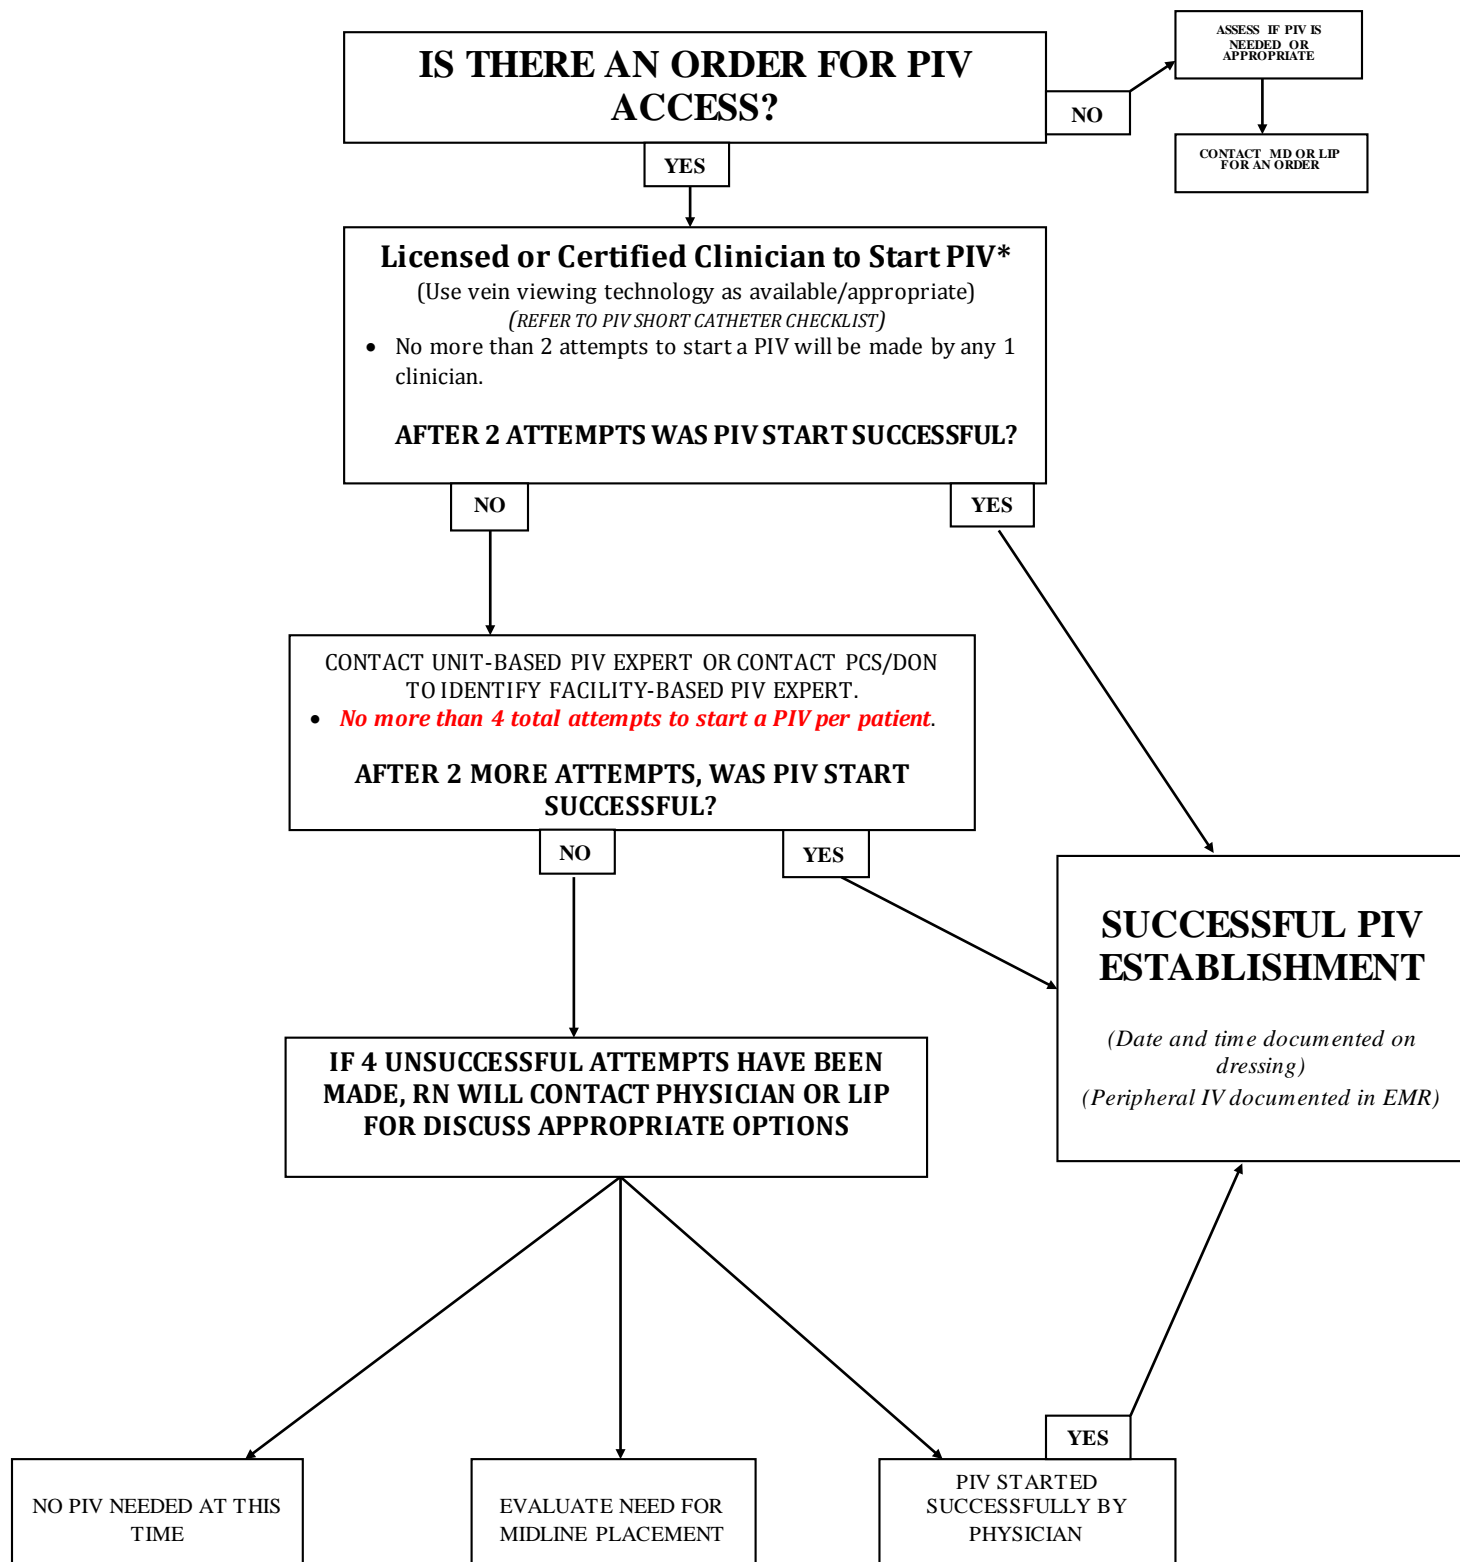 IS THERE AN ORDER FOR PIV
ACCESS?
NO
ASSESS IF PIV IS
NEEDED OR
APPROPRIATE
CONTACT MD OR LIP
FOR AN ORDER
YES
Licensed or Certified Clinician to Start PIV*
(Use vein viewing technology as available/appropriate)
(REFER TO PIV SHORT CATHETER CHECKLIST)
• No more than 2 attempts to start a PIV will be made by any 1
clinician.
AFTER 2 ATTEMPTS WAS PIV START SUCCESSFUL?
NO
YES
CONTACT UNIT-BASED PIV EXPERT OR CONTACT PCS/DON
TO IDENTIFY FACILITY-BASED PIV EXPERT.
• No more than 4 total attempts to start a PIV per patient.
AFTER 2 MORE ATTEMPTS, WAS PIV START
SUCCESSFUL?
NO
YES
SUCCESSFUL PIV
ESTABLISHMENT
(Date and time documented on
dressing)
(Peripheral IV documented in EMR)
IF 4 UNSUCCESSFUL ATTEMPTS HAVE BEEN
MADE, RN WILL CONTACT PHYSICIAN OR LIP
FOR DISCUSS APPROPRIATE OPTIONS
NO PIV NEEDED AT THIS
TIME
EVALUATE NEED FOR
MIDLINE PLACEMENT
YES
PIV STARTED
SUCCESSFULLY BY
PHYSICIAN